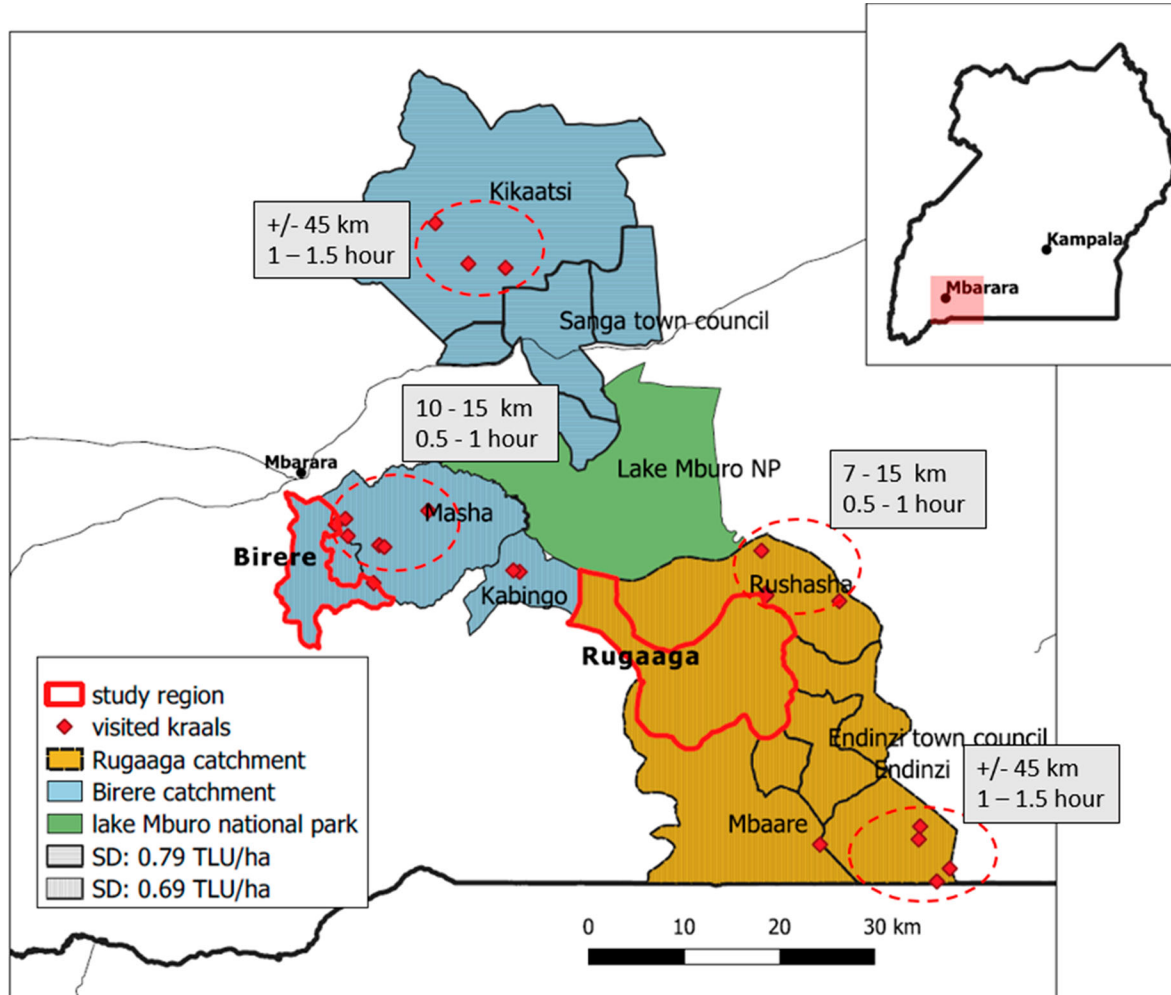 Kampala
Mbarara
Kikaatsi
+/- 45 km
1 – 1.5 hour
Sanga town council
10 - 15 km
0.5 - 1 hour
Mbarara
Lake Mburo NP
7 - 15 km
0.5 - 1 hour
Masha
Birere
Kabingo
Rushasha
Rugaaga
Endinzi town council
Endinzi
+/- 45 km
1 – 1.5 hour
Mbaare
study region
visited kraals
Rugaaga catchment
Birere catchment
lake Mburo national park
SD: 0.79 TLU/ha
SD: 0.69 TLU/ha
0 10 20 30 km